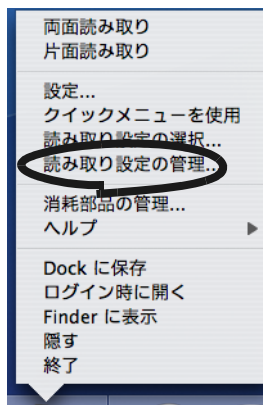 両面読み取り
片面読み取り
設定...
クイックメニューを使用
読み取り設定の選択...
読み取り設定の管理...
消耗部品の管理...
ヘルプ
Dock に保存
ログイン時に開く
Finder に表示
隠す
終了